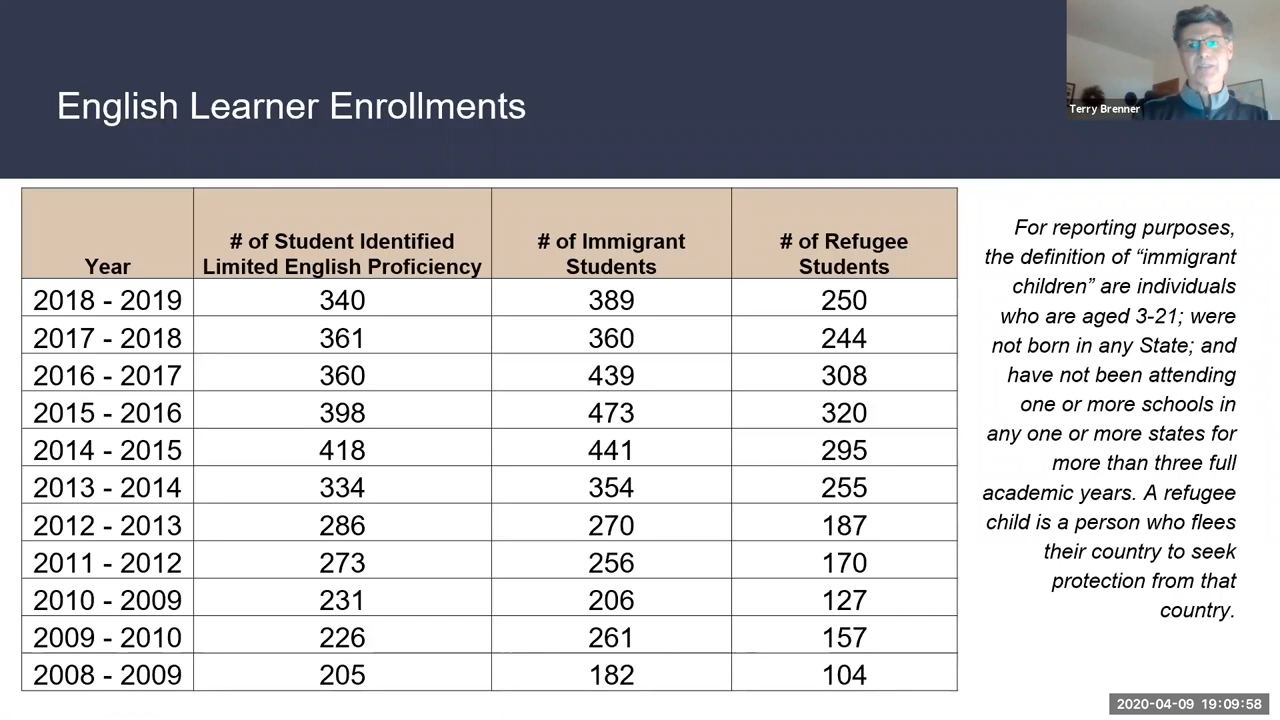 English Learner Enrollments
Terry Brenner
Year
# of Student Identified
Limited English Proficiency
# of Immigrant
Students
# of Refugee
Students
2018 - 2019 340 389 250
2017 - 2018 361 360 244
2016 - 2017 360 439 308
2015 - 2016 398 473 320
2014 - 2015 418 441 295
2013 - 2014 334 354 255
2012 - 2013 286 270 187
2011 - 2012 273 256 170
2010 - 2009 231 206 127
2009 - 2010 226 261 157
2008 - 2009 205 182 104
For reporting purposes,
the definition of “immigrant
children” are individuals
who are aged 3-21; were
not born in any State; and
have not been attending
one or more schools in
any one or more states for
more than three full
academic years. A refugee
child is a person who flees
their country to seek
protection from that
country.
2020-04-09 19:09:58